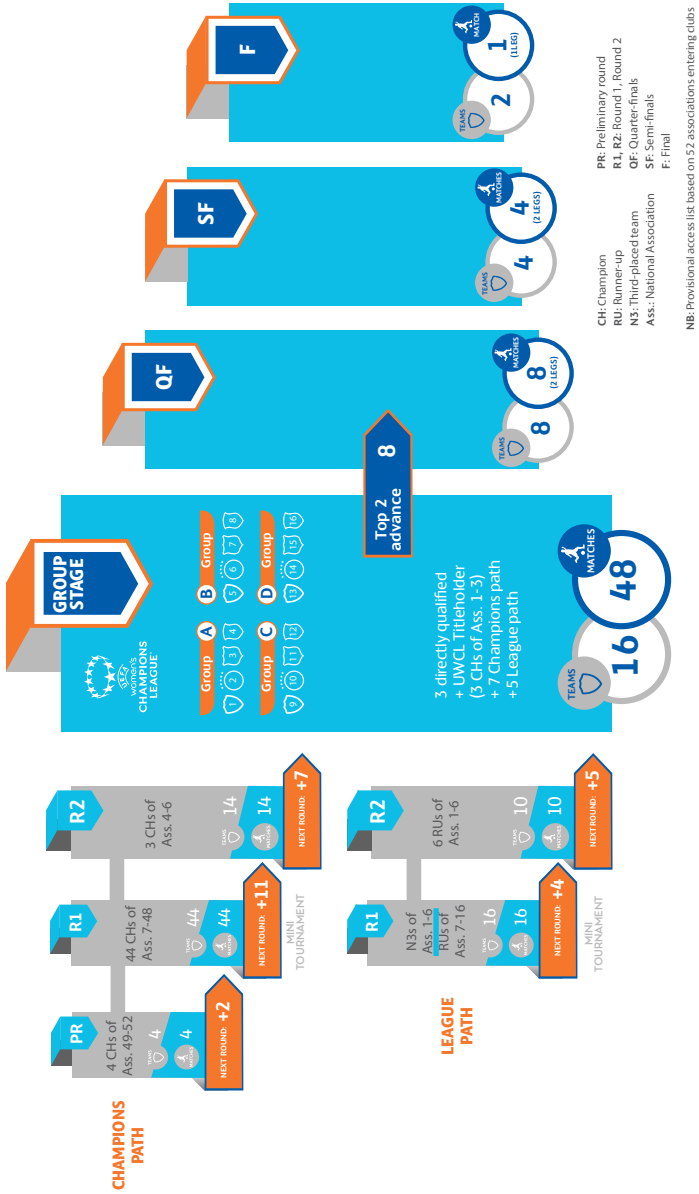 CHAMPIONS
PATH
PR
4 CHs of
Ass. 49-52
TEAMS
4
4
MATCHES
NEXT ROUND: +2
R1
44 CHs of
Ass. 7-48
TEAMS
44
44
MATCHES
NEXT ROUND: +11
MINI
TOURNAMENT
R2
3 CHs of
Ass. 4-6
TEAMS
14
14
MATCHES
NEXT ROUND: +7
LEAGUE
PATH
R1
N3s of
Ass. 1-6
RUs of
Ass. 7-16
TEAMS
16
16
MATCHES
NEXT ROUND: +4
MINI
TOURNAMENT
R2
6 RUs of
Ass. 1-6
TEAMS
10
10
MATCHES
NEXT ROUND: +5
GROUP
STAGE
UEFA
women's
CHAMPIONS
LEAGUE
Group A
1 2 3 4
B Group
5 6 7 8
Group C
9 10 11 12
D Group
13 14 15 16
Top 2
advance 8
3 directly qualified
+ UWCL Titleholder
(3 CHs of Ass. 1-3)
+ 7 Champions path
+ 5 League path
TEAMS
16
MATCHES
48
QF
TEAMS
8
MATCHES
8
(2 LEGS)
SF
TEAMS
4
MATCHES
4
(2 LEGS)
F
TEAMS
2
MATCH
1
(1 LEG)
CH: Champion
RU: Runner-up
N3: Third-placed team
Ass.: National Association
PR: Preliminary round
R1, R2: Round 1, Round 2
QF: Quarter-finals
SF: Semi-finals
F: Final
NB: Provisional access list based on 52 associations entering clubs